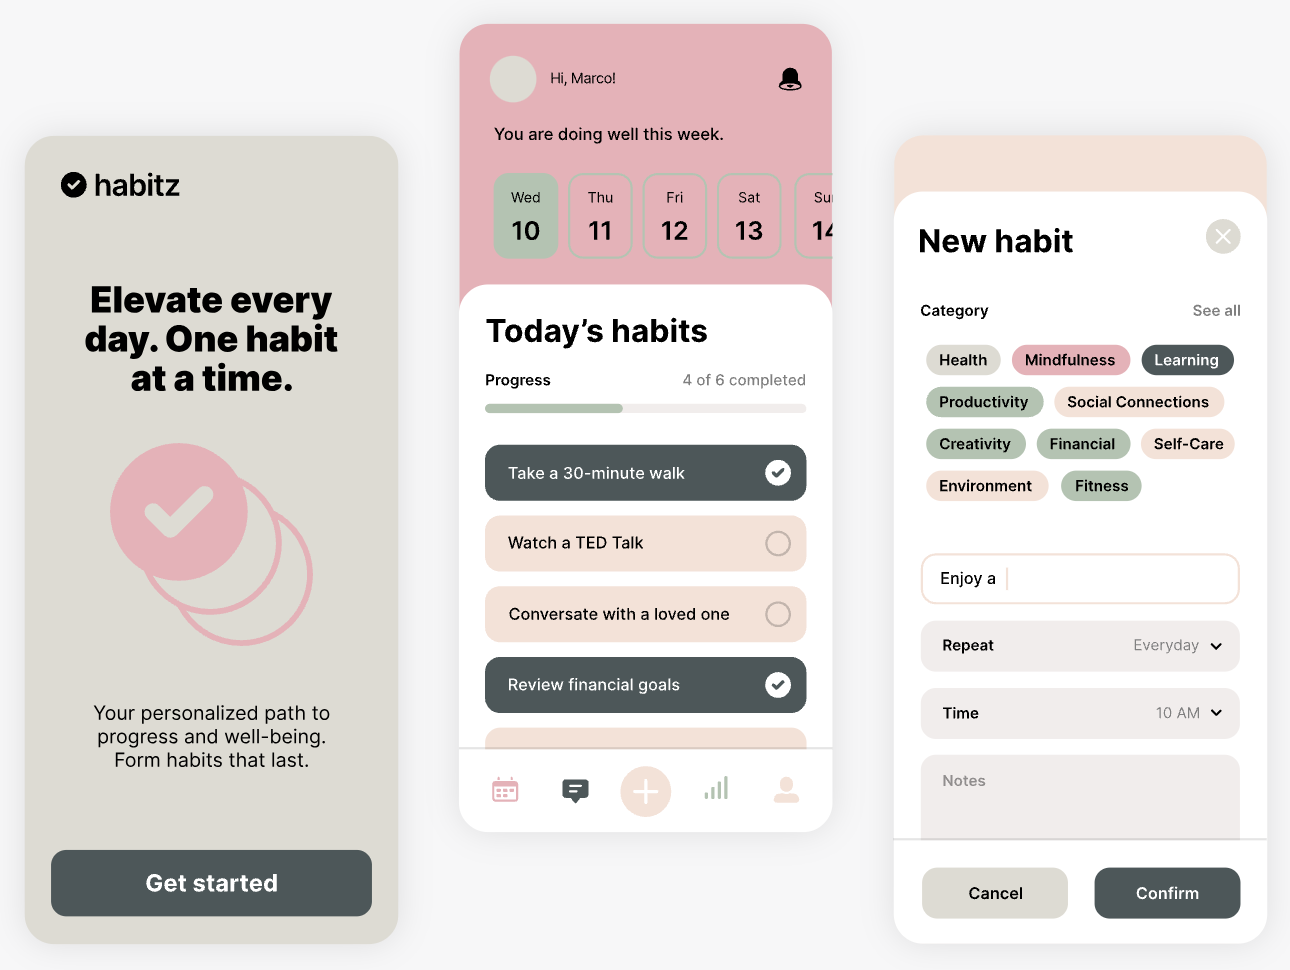 habitz
Elevate every
day. One habit
at a time.
Your personalized path to
progress and well-being.
Form habits that last.
Get started
Hi, Marco!
You are doing well this week.
Wed Thu Fri Sat
10 11 12 13 14
Today’s habits
Progress 4 of 6 completed
Take a 30-minute walk
Watch a TED Talk
Conversate with a loved one
Review financial goals
New habit
Category See all
Health Mindfulness Learning
Productivity Social Connections
Creativity Financial Self-Care
Environment Fitness
Enjoy a
Repeat Everyday
Time 10 AM
Notes
Cancel Confirm